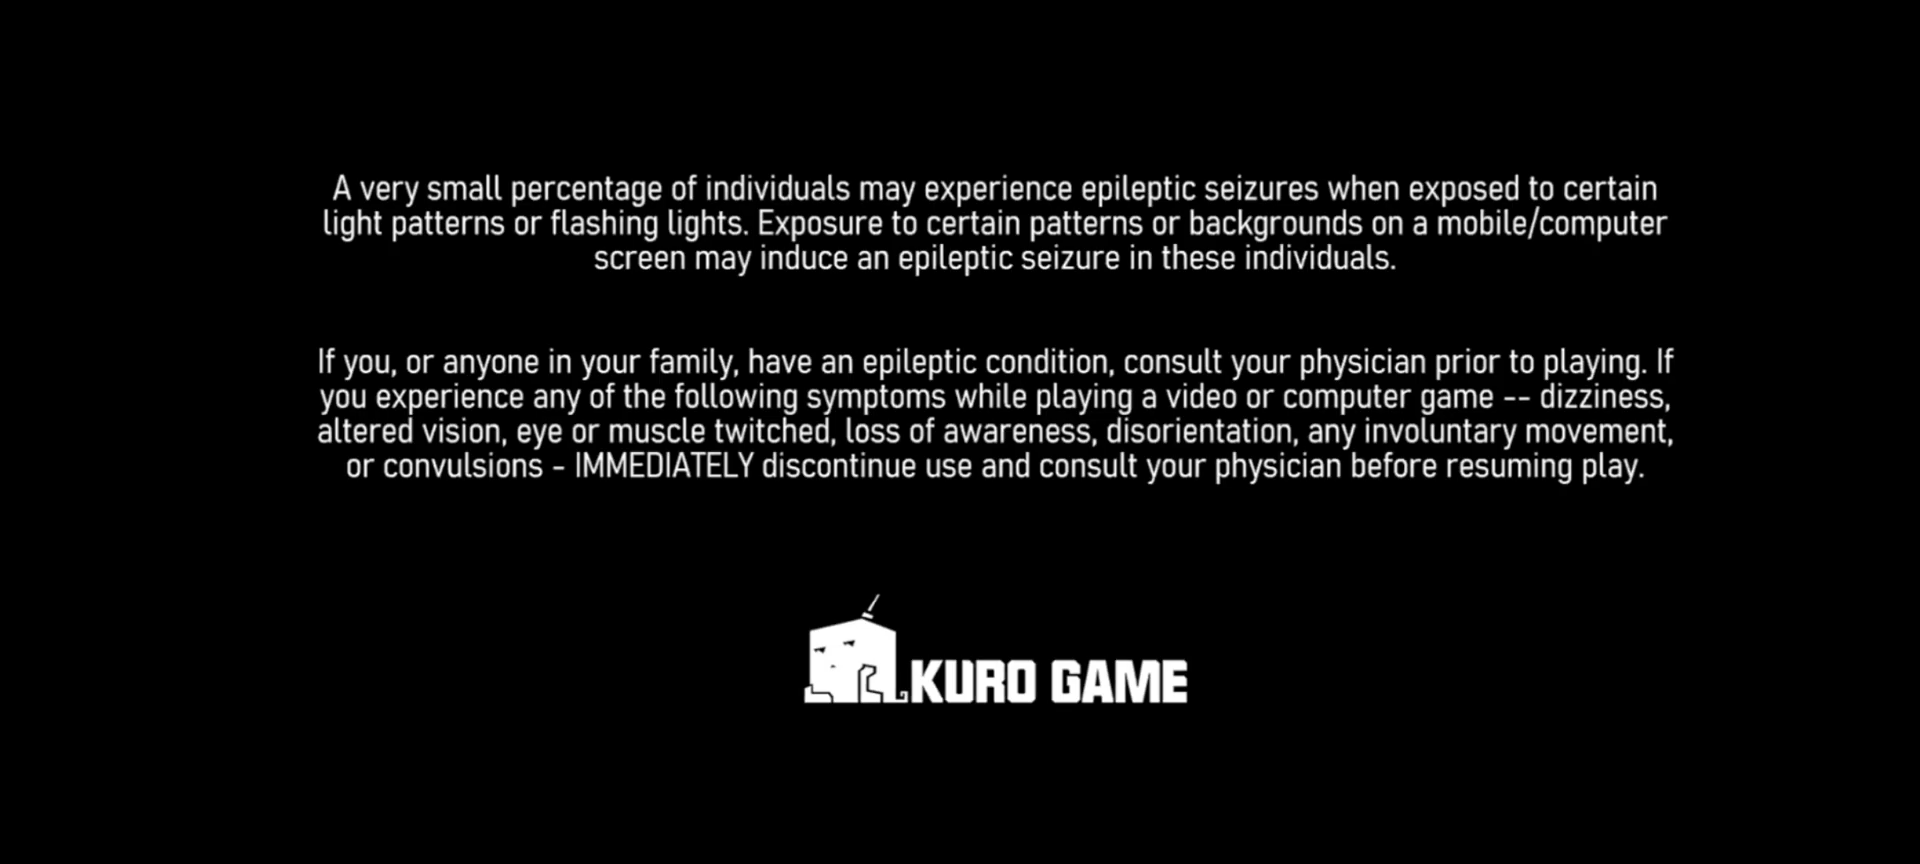 A very small percentage of individuals may experience epileptic seizures when exposed to certain
light patterns or flashing lights. Exposure to certain patterns or backgrounds on a mobile/computer
screen may induce an epileptic seizure in these individuals.
If you, or anyone in your family, have an epileptic condition, consult your physician prior to playing. If
you experience any of the following symptoms while playing a video or computer game -- dizziness,
altered vision, eye or muscle twitched, loss of awareness, disorientation, any involuntary movement,
or convulsions - IMMEDIATELY discontinue use and consult your physician before resuming play.
KURO GAME